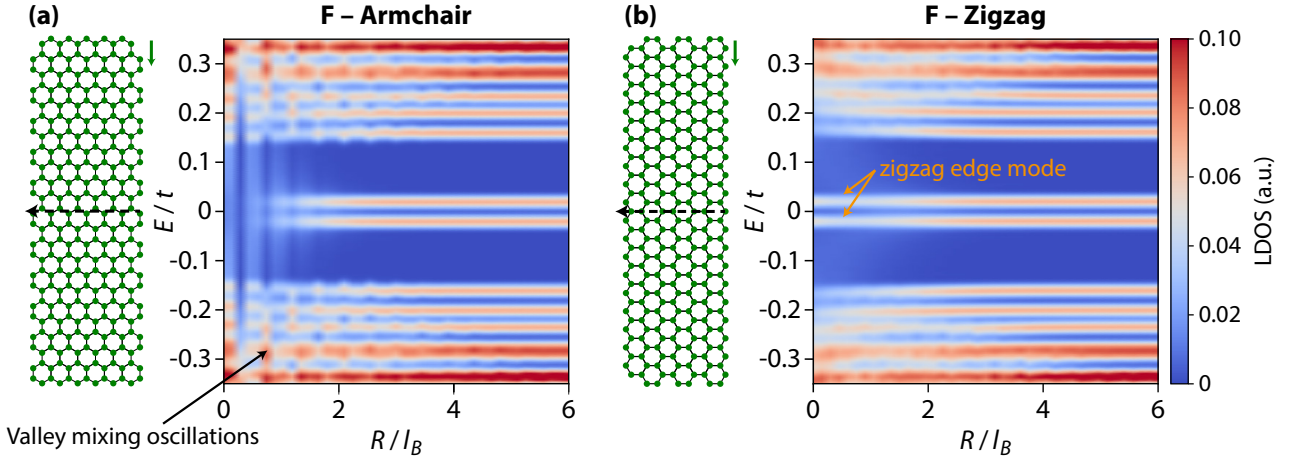 (a)
F – Armchair
(b)
F – Zigzag
E / t
0.3
0.2
0.1
0
-0.1
-0.2
-0.3
0
2
4
6
R / l_B
Valley mixing oscillations
E / t
0.3
0.2
0.1
0
-0.1
-0.2
-0.3
zigzag edge mode
0
2
4
6
R / l_B
0.10
0.08
0.06
0.04
0.02
0
LDOS (a.u.)